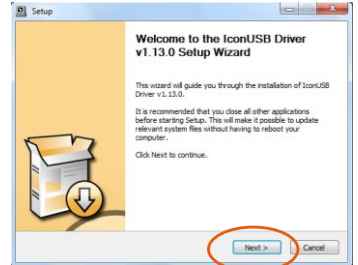 Setup
Welcome to the IconUSB Driver
v1.13.0 Setup Wizard
This wizard will guide you through the installation of IconUSB
Driver v1.13.0.
It is recommended that you close all other applications
before starting Setup. This will make it possible to update
relevant system files without having to reboot your
computer.
Click Next to continue.
Next >
Cancel